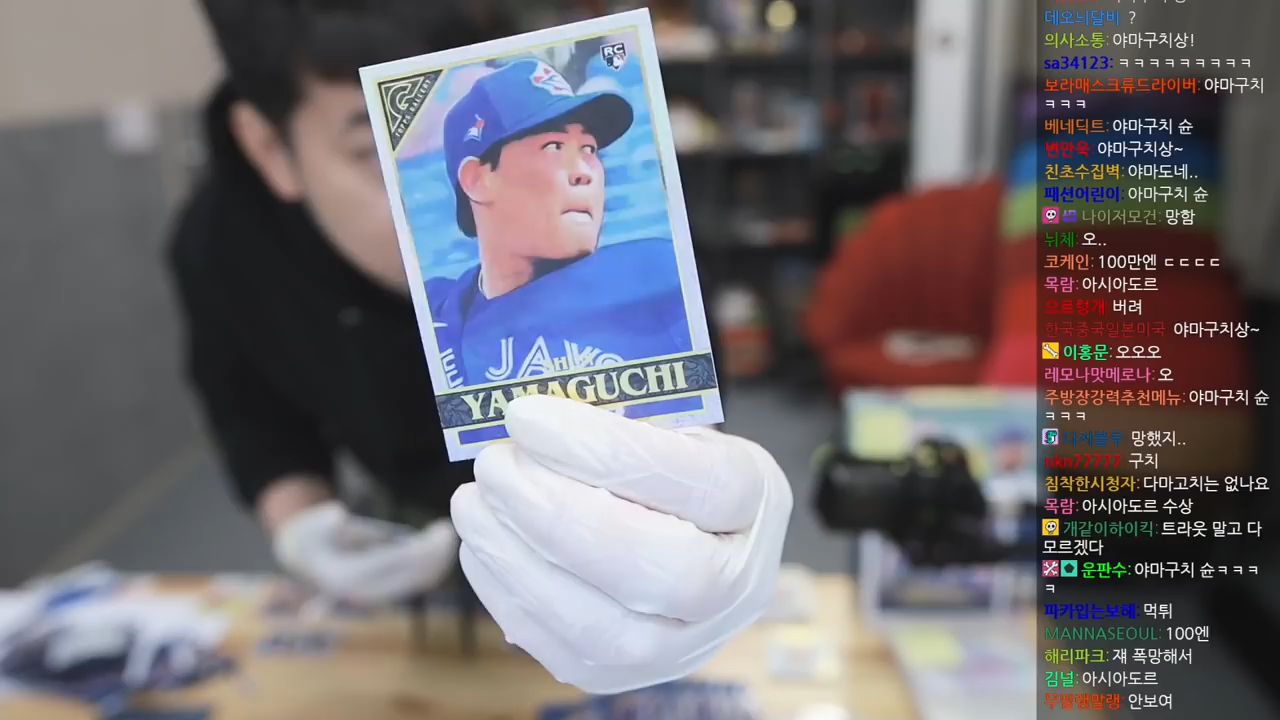 RC
TOPPS GALLERY
JAYS
YAMAGUCHI
데오늬달비 ?
의사소통: 야마구치상!
sa34123: ㅋㅋㅋㅋㅋㅋㅋㅋㅋ
보라매스크류드라이버: 야마구치
ㅋㅋㅋ
베네딕트: 야마구치 슌
변만욱 야마구치상~
친초수집벽: 야마도네..
패션어린이: 아마구치 슌
나이저모건: 망함
뉘체: 오..
코케인: 100만엔 ㄷㄷㄷㄷ
목람: 아시아도르
으르렁개 버려
한국중국일본미국 야마구치상~
이홍문: 오오오
레모나맛메로나: 오
주방장강력추천메뉴: 야마구치 슌
ㅋㅋㅋ
망했지..
nkn77777 구치
침착한시청자: 다마고치는 없나요
목람: 아시아도르 수상
개같이하이킥: 트라웃 말고 다
모르겠다
운판수: 야마구치 슌ㅋㅋㅋ
ㅋ
파카입는보헤: 먹튀
MANNASEOUL: 100엔
해리파크: 쟤 폭망해서
김널: 아시아도르
안보여